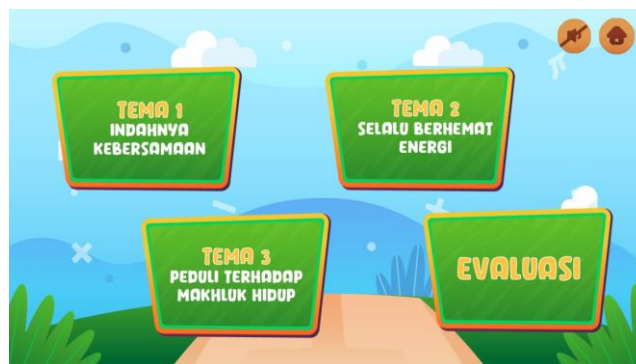 TEMA 1
INDAHNYA
KEBERSAMAAN
TEMA 2
SELALU BERHEMAT
ENERGI
TEMA 3
PEDULI TERHADAP
MAKHLUK HIDUP
EVALUASI